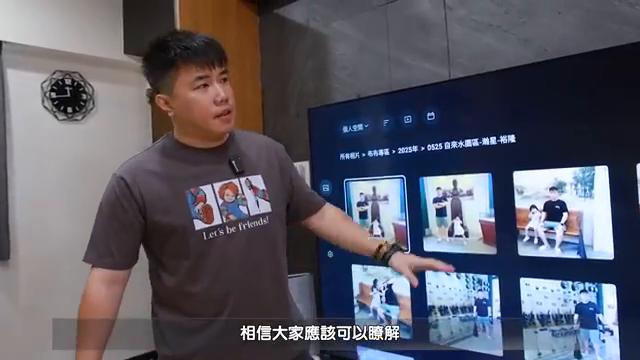 個人空間
所有相片 > 布布專區 > 2025年 > 0525 自來水園區-瀚星-裕隆
Let's be friends!
相信大家應該可以瞭解